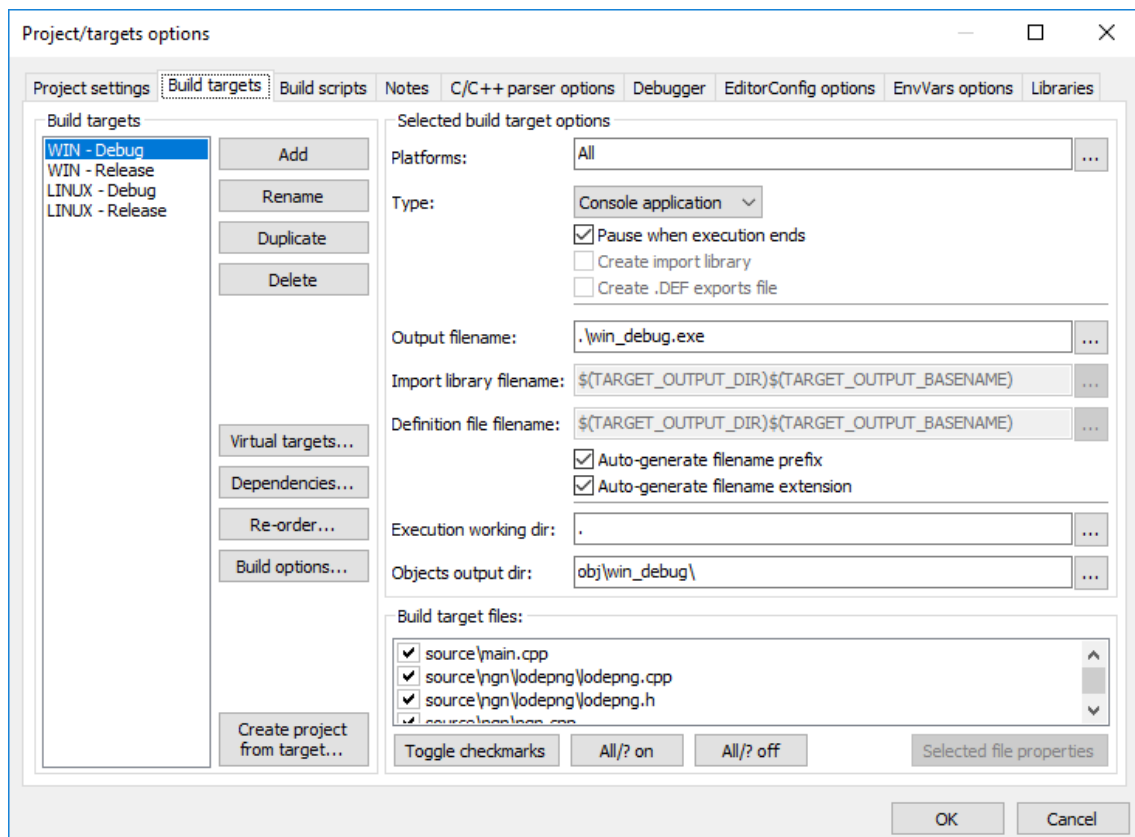 Project/targets options
Project settings Build targets Build scripts Notes C/C++ parser options Debugger EditorConfig options EnvVars options Libraries
Build targets
WIN - Debug
WIN - Release
LINUX - Debug
LINUX - Release
Add
Rename
Duplicate
Delete
Virtual targets...
Dependencies...
Re-order...
Build options...
Create project
from target...
Selected build target options
Platforms: All ...
Type: Console application
Pause when execution ends
Create import library
Create .DEF exports file
Output filename: .\win_debug.exe ...
Import library filename: $(TARGET_OUTPUT_DIR)$(TARGET_OUTPUT_BASENAME) ...
Definition file filename: $(TARGET_OUTPUT_DIR)$(TARGET_OUTPUT_BASENAME) ...
Auto-generate filename prefix
Auto-generate filename extension
Execution working dir: . ...
Objects output dir: obj\win_debug\ ...
Build target files:
source\main.cpp
source\ngn\lodepng\lodepng.cpp
source\ngn\lodepng\lodepng.h
source\ngn\ngn.cpp
Toggle checkmarks All/? on All/? off Selected file properties
OK Cancel